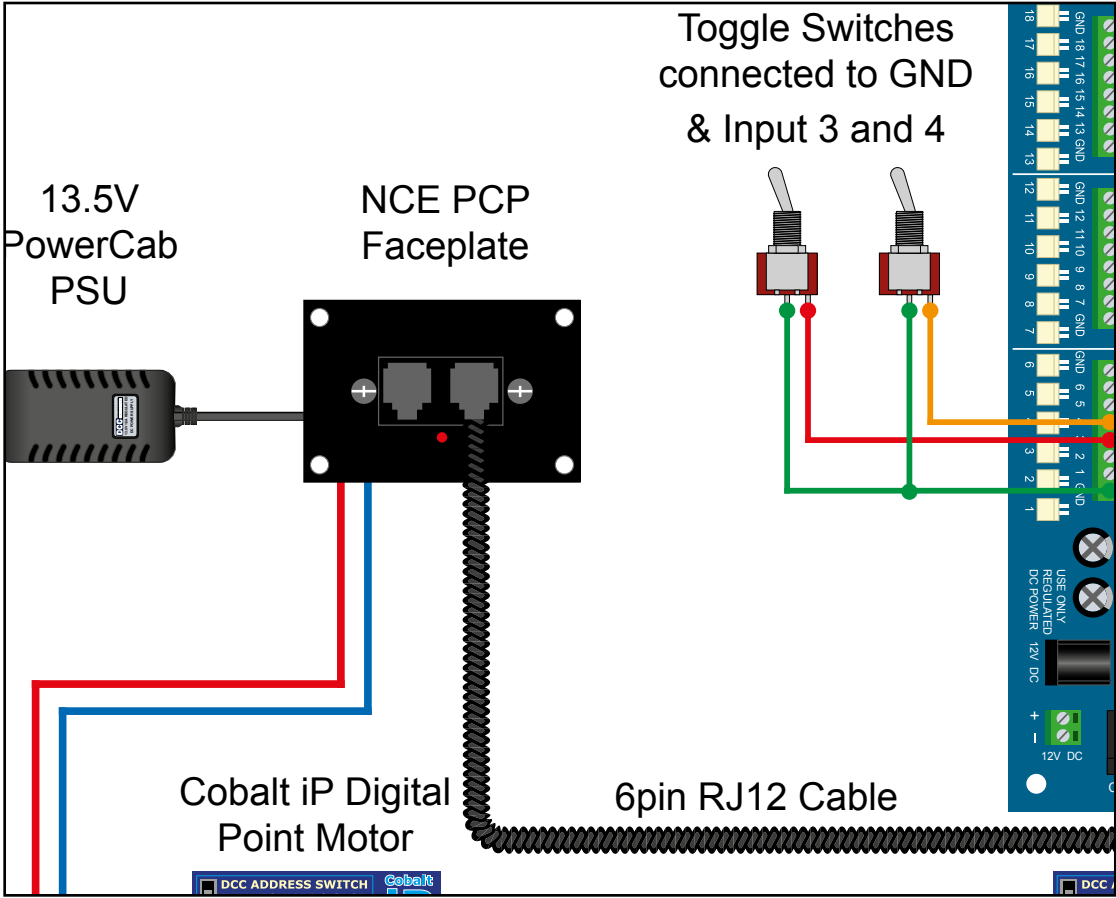 Toggle Switches
connected to GND
& Input 3 and 4
13.5V
PowerCab
PSU
NCE PCP
Faceplate
18
17
16
15
14
13
GND 18 17 16 15 14 13 GND
12
11
10
9
8
7
GND 12 11 10 9 8 7 GND
6
5
3
2
1
GND 6 5 3 2 1 GND
USE ONLY
REGULATED
DC POWER
12V DC
+
−
12V DC
Cobalt iP Digital
Point Motor
6pin RJ12 Cable
DCC ADDRESS SWITCH
Cobalt
iP
DCC